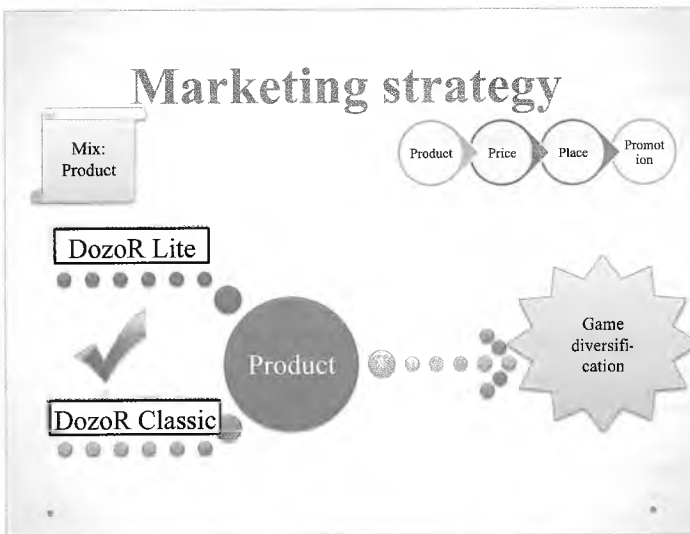 Marketing strategy
Mix:
Product
Product
Price
Place
Promot
ion
DozoR Lite
Product
Game
diversifi-
cation
DozoR Classic